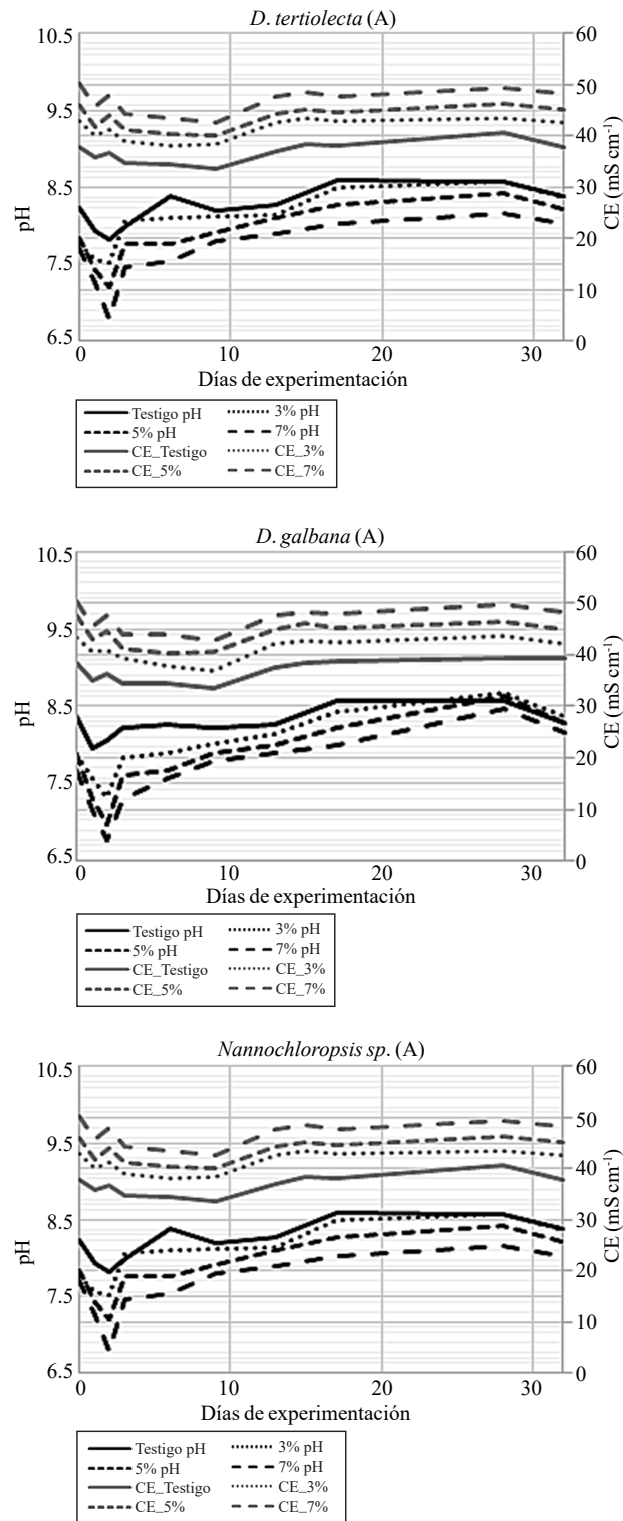 D. tertiolecta (A)
10.5
9.5
8.5
7.5
6.5
pH
60
50
40
30
20
10
0
CE (mS cm-1)
0 10 20 30
Días de experimentación
Testigo pH 3% pH
5% pH 7% pH
CE_Testigo CE_3%
CE_5% CE_7%
D. galbana (A)
10.5
9.5
8.5
7.5
6.5
pH
60
50
40
30
20
10
0
CE (mS cm-1)
0 10 20 30
Días de experimentación
Testigo pH 3% pH
5% pH 7% pH
CE_Testigo CE_3%
CE_5% CE_7%
Nannochloropsis sp. (A)
10.5
9.5
8.5
7.5
6.5
pH
60
50
40
30
20
10
0
CE (mS cm-1)
0 10 20 30
Días de experimentación
Testigo pH 3% pH
5% pH 7% pH
CE_Testigo CE_3%
CE_5% CE_7%